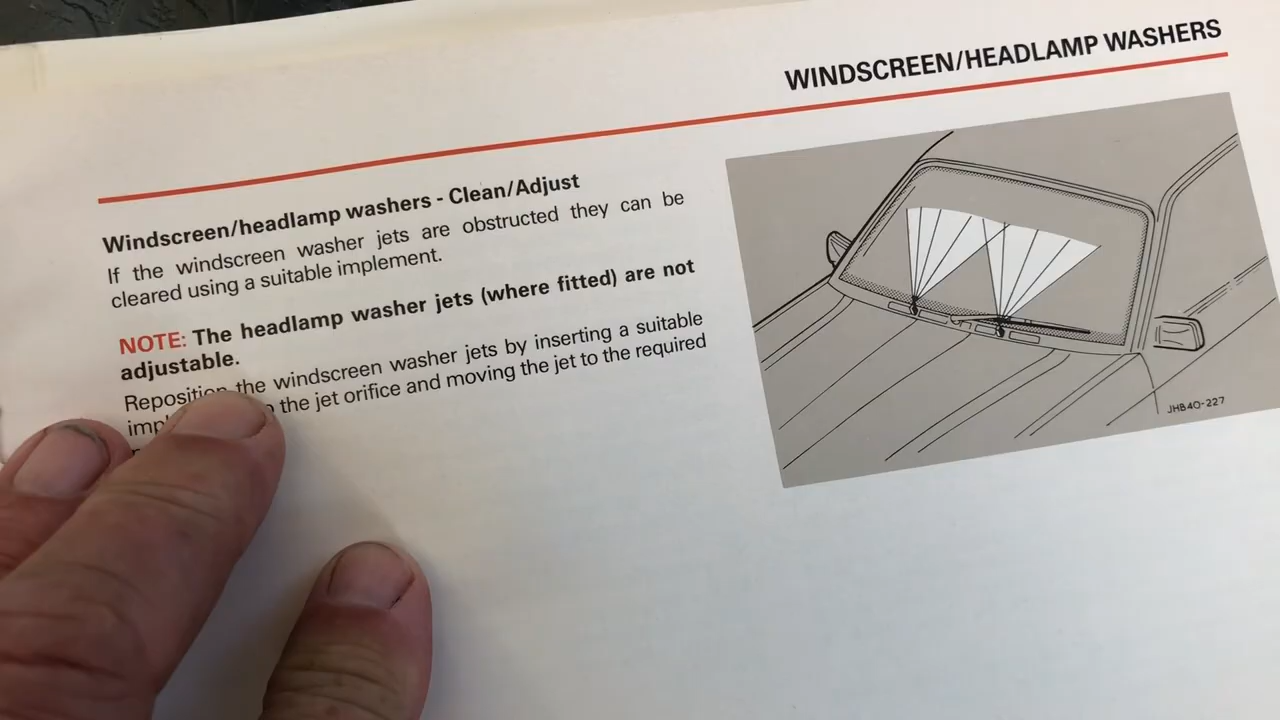 WINDSCREEN/HEADLAMP WASHERS
Windscreen/headlamp washers - Clean/Adjust
If the windscreen washer jets are obstructed they can be
cleared using a suitable implement.
NOTE: The headlamp washer jets (where fitted) are not
adjustable.
Reposition the windscreen washer jets by inserting a suitable
the jet orifice and moving the jet to the required
JHB40-227